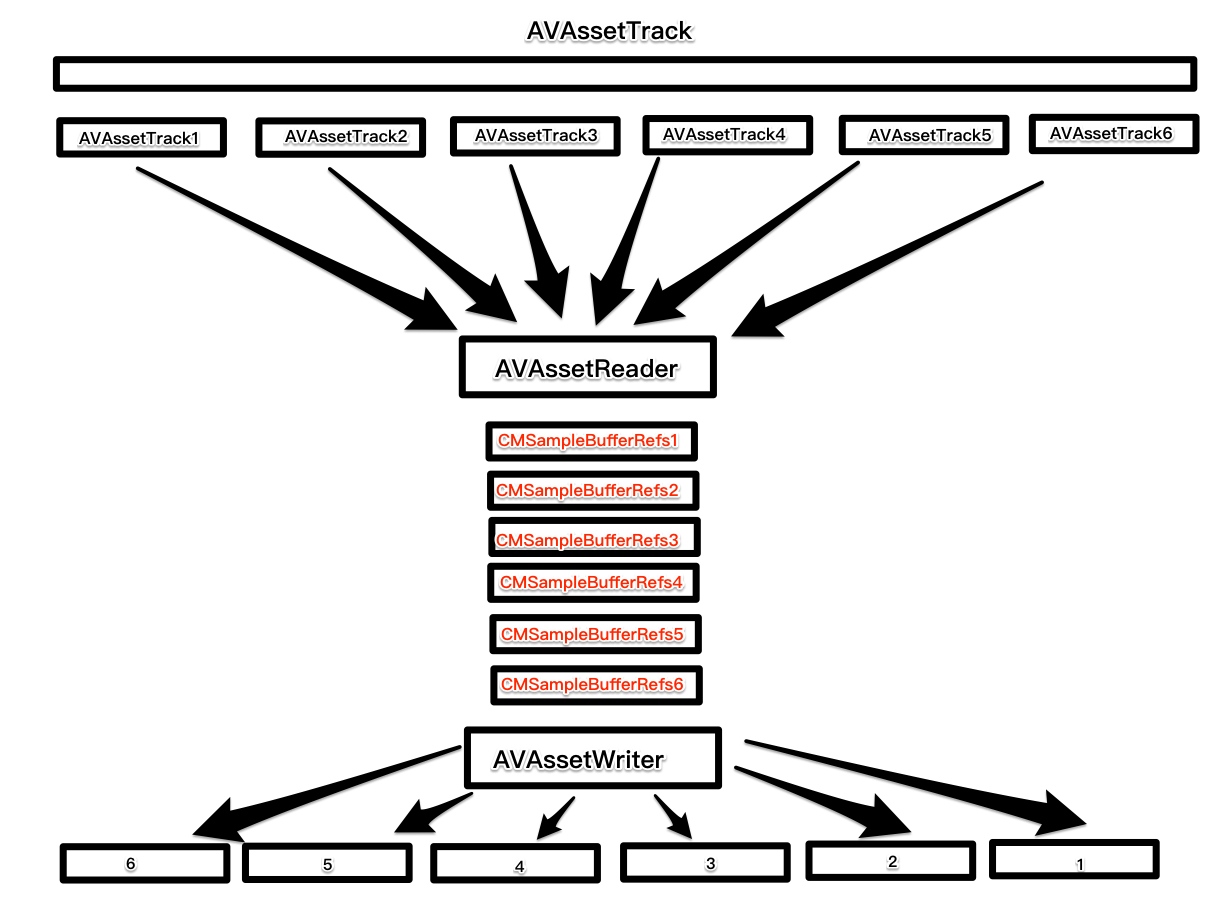 AVAssetTrack
AVAssetTrack1
AVAssetTrack2
AVAssetTrack3
AVAssetTrack4
AVAssetTrack5
AVAssetTrack6
AVAssetReader
CMSampleBufferRefs1
CMSampleBufferRefs2
CMSampleBufferRefs3
CMSampleBufferRefs4
CMSampleBufferRefs5
CMSampleBufferRefs6
AVAssetWriter
6
5
4
3
2
1